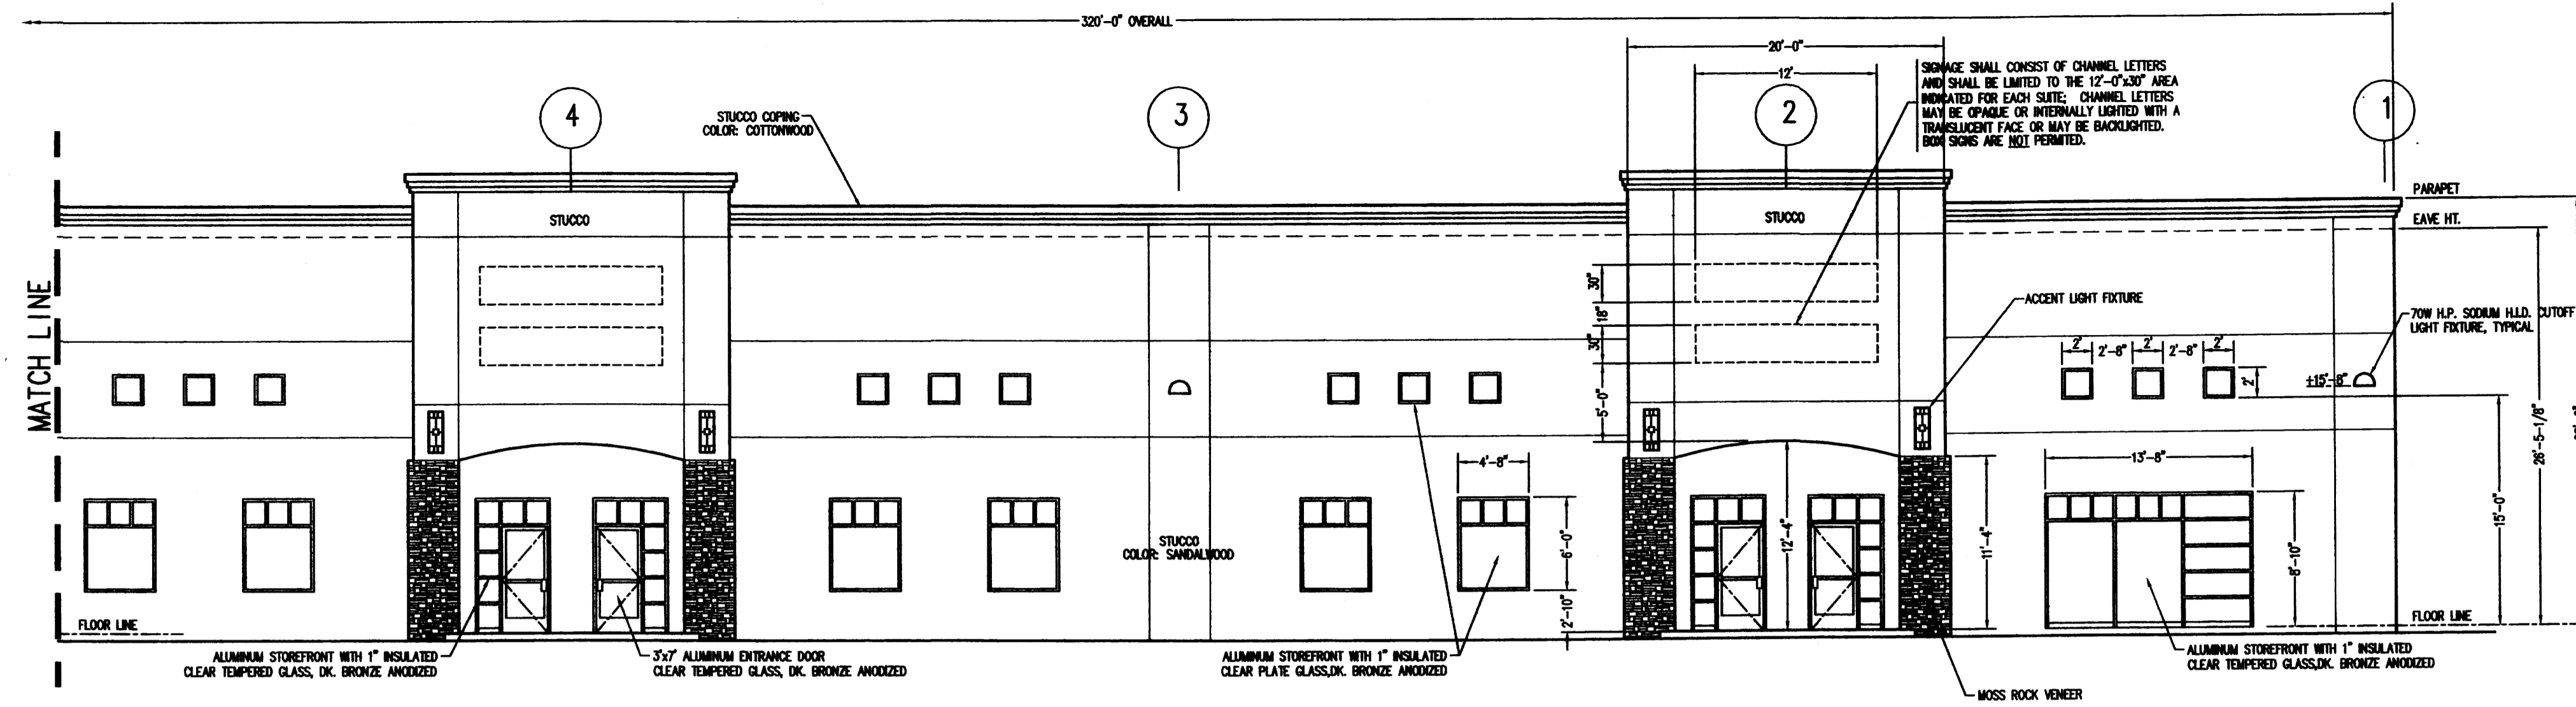 320'-0" OVERALL
20'-0"
12'
SIGNAGE SHALL CONSIST OF CHANNEL LETTERS
AND SHALL BE LIMITED TO THE 12'-0"x30" AREA
INDICATED FOR EACH SUITE; CHANNEL LETTERS
MAY BE OPAQUE OR INTERNALLY LIGHTED WITH A
TRANSLUCENT FACE OR MAY BE BACKLIGHTED.
BOX SIGNS ARE NOT PERMITED.
4
3
2
1
STUCCO COPING
COLOR: COTTONWOOD
PARAPET
EAVE HT.
STUCCO
STUCCO
MATCH LINE
30"
18"
30"
5'-0"
ACCENT LIGHT FIXTURE
70W H.P. SODIUM H.I.D. CUTOFF
LIGHT FIXTURE, TYPICAL
2'
2'-8"
2'
2'-8"
2'
2'
±15'-8"
26'-5-1/8"
15'-0"
4'-8"
13'-8"
6'-0"
2'-10"
12'-4"
11'-4"
8'-10"
STUCCO
COLOR: SANDALWOOD
FLOOR LINE
FLOOR LINE
ALUMINUM STOREFRONT WITH 1" INSULATED
CLEAR TEMPERED GLASS, DK. BRONZE ANODIZED
3'x7' ALUMINUM ENTRANCE DOOR
CLEAR TEMPERED GLASS, DK. BRONZE ANODIZED
ALUMINUM STOREFRONT WITH 1" INSULATED
CLEAR PLATE GLASS,DK. BRONZE ANODIZED
ALUMINUM STOREFRONT WITH 1" INSULATED
CLEAR TEMPERED GLASS,DK. BRONZE ANODIZED
MOSS ROCK VENEER